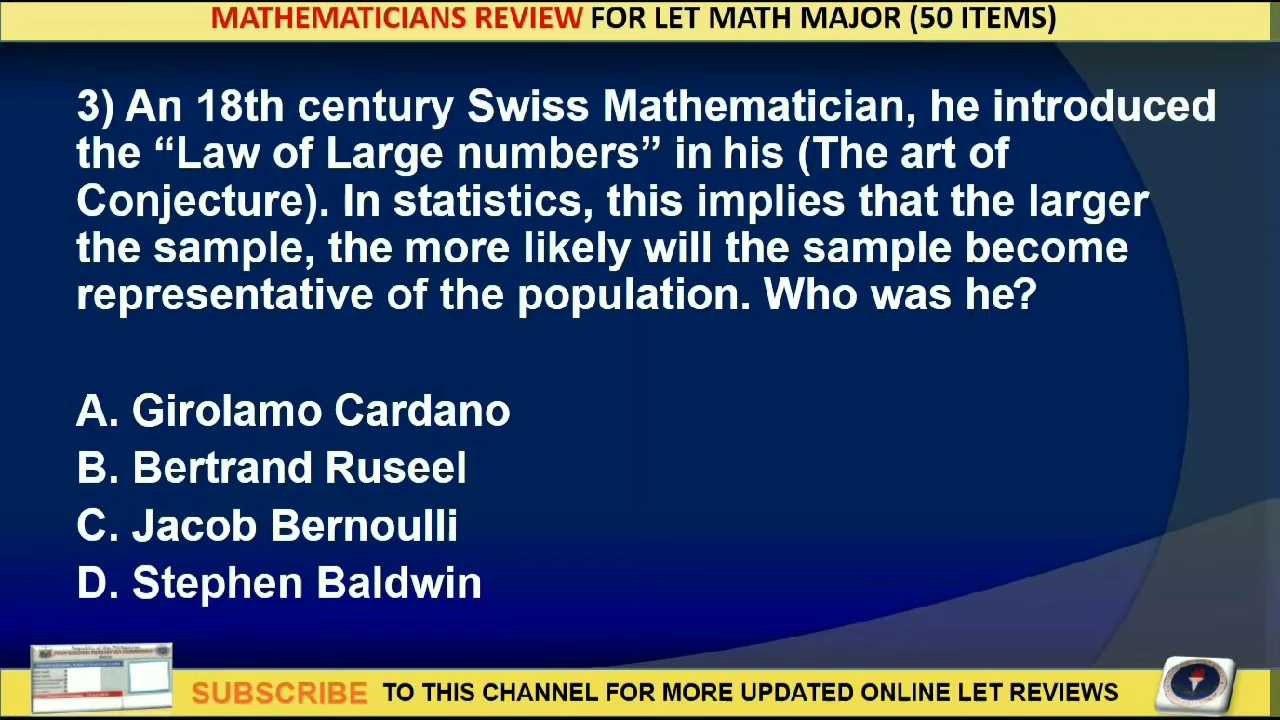 MATHEMATICIANS REVIEW FOR LET MATH MAJOR (50 ITEMS)
3) An 18th century Swiss Mathematician, he introduced
the “Law of Large numbers” in his (The art of
Conjecture). In statistics, this implies that the larger
the sample, the more likely will the sample become
representative of the population. Who was he?
A. Girolamo Cardano
B. Bertrand Ruseel
C. Jacob Bernoulli
D. Stephen Baldwin
SUBSCRIBE TO THIS CHANNEL FOR MORE UPDATED ONLINE LET REVIEWS